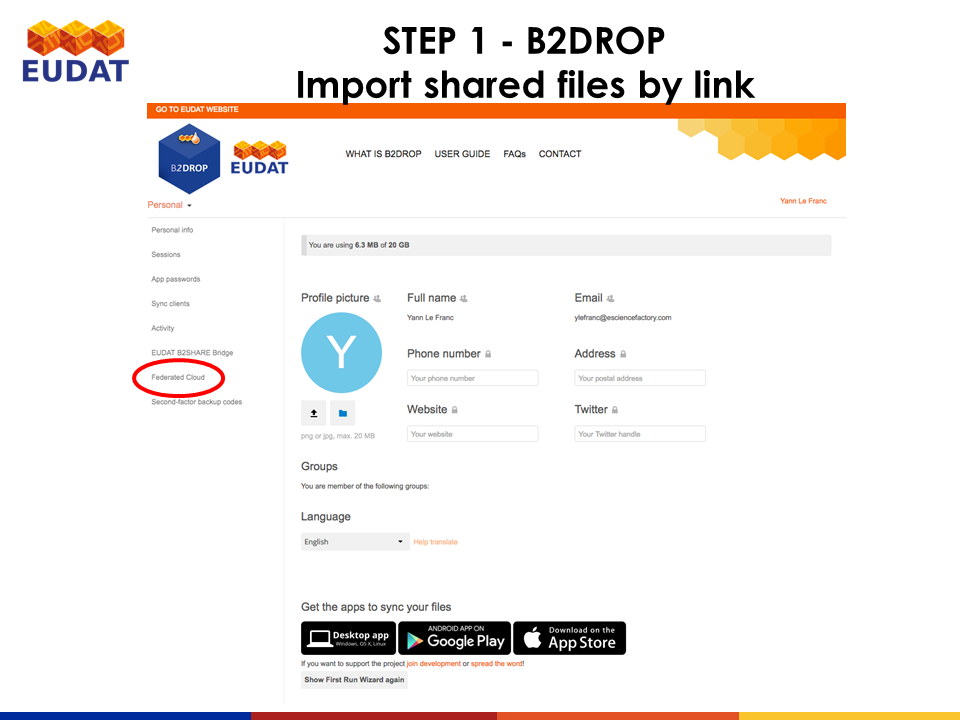 EUDAT
STEP 1 - B2DROP
Import shared files by link
GO TO EUDAT WEBSITE
B2DROP
EUDAT
WHAT IS B2DROP USER GUIDE FAQs CONTACT
Personal
Yann Le Franc
Personal info
Sessions
App passwords
Sync clients
Activity
EUDAT B2SHARE Bridge
Federated Cloud
Second-factor backup codes
You are using 6.3 MB of 20 GB
Profile picture
Y
png or jpg, max. 20 MB
Full name
Yann Le Franc
Email
ylefranc@esciencefactory.com
Phone number
Your phone number
Address
Your postal address
Website
Your website
Twitter
Your Twitter handle
Groups
You are member of the following groups:
Language
English
Help translate
Get the apps to sync your files
Desktop app
Windows, OS X, Linux
ANDROID APP ON
Google Play
Download on the
App Store
If you want to support the project join development or spread the word!
Show First Run Wizard again